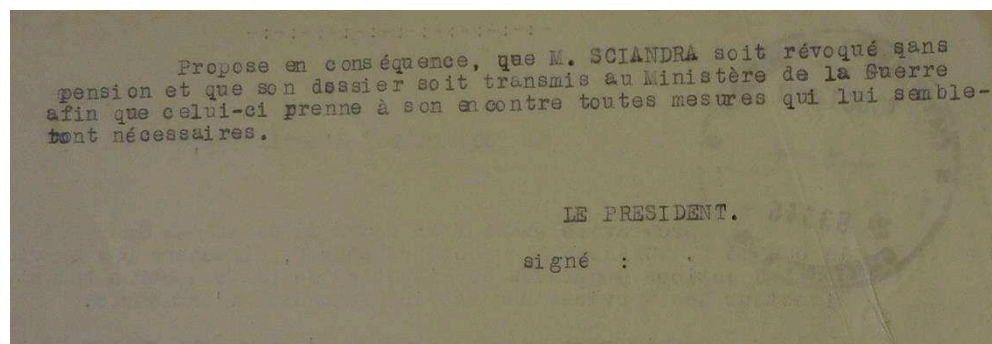 -:-:-:-:-:-:-:-:-:-:-
Propose en conséquence, que M. SCIANDRA soit révoqué sans
pension et que son dossier soit transmis au Ministère de la Guerre
afin que celui-ci prenne à son encontre toutes mesures qui lui semble-
ront nécessaires.
LE PRESIDENT.
signé :